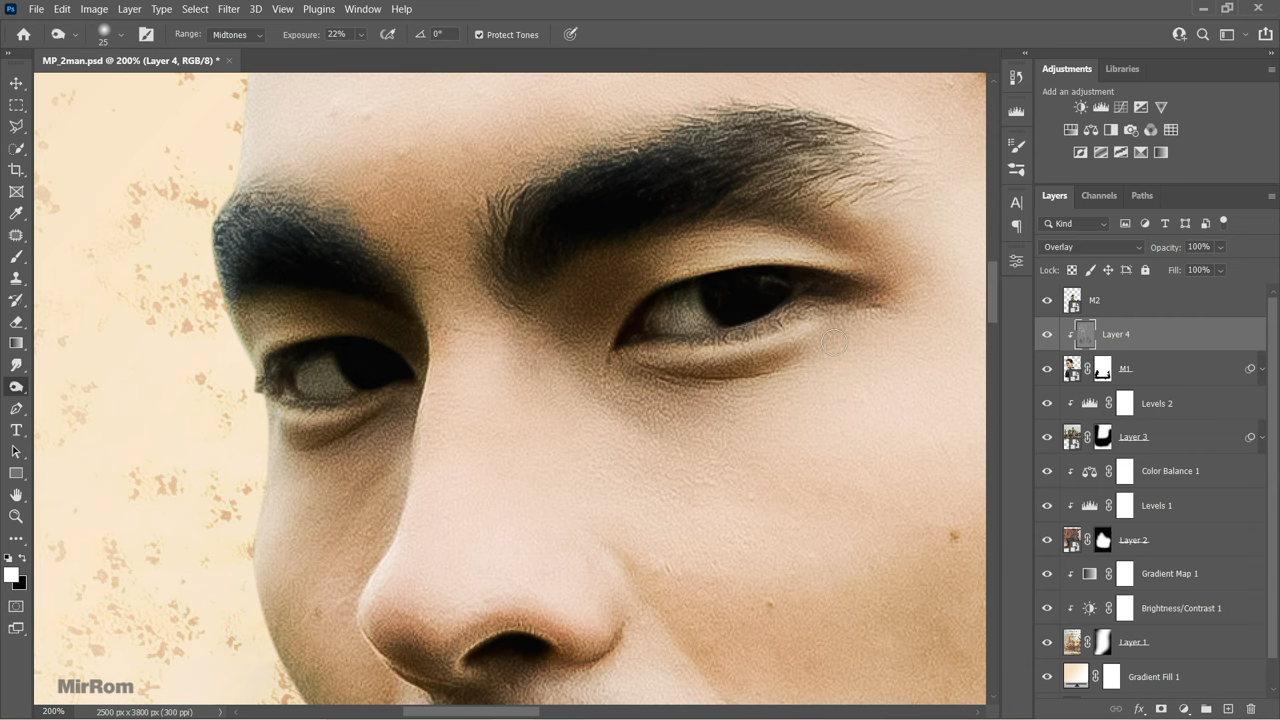 File Edit Image Layer Type Select Filter 3D View Plugins Window Help
25 Range: Midtones Exposure: 22% 0° Protect Tones
MP_2man.psd @ 200% (Layer 4, RGB/8) *
Adjustments Libraries
Add an adjustment
Layers Channels Paths
Kind
Overlay Opacity: 100%
Lock: Fill: 100%
M2
Layer 4
M1
Levels 2
Layer 3
Color Balance 1
Levels 1
Layer 2
Gradient Map 1
Brightness/Contrast 1
Layer 1
Gradient Fill 1
MirRom
200% 2500 px x 3800 px (300 ppi)